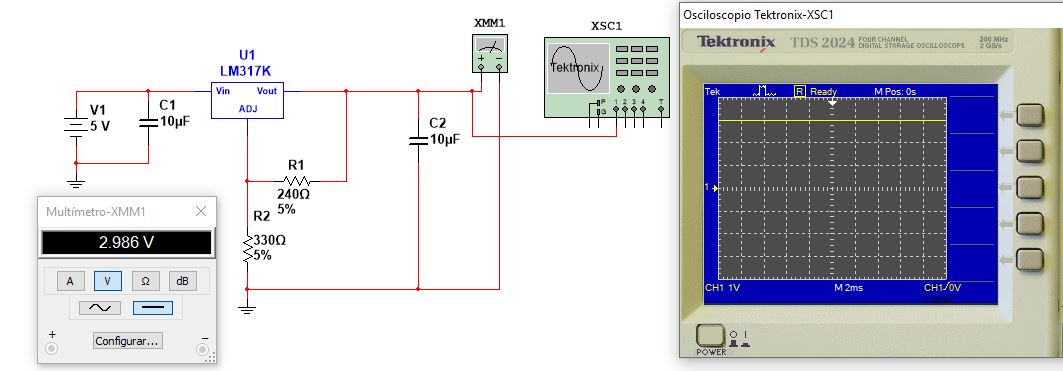 XMM1
XSC1
Tektronix
P
G
1 2 3 4 T
U1
LM317K
Vin Vout
ADJ
V1
5 V
C1
10µF
C2
10µF
R1
240Ω
5%
R2
330Ω
5%
Multímetro-XMM1
2.986 V
A V Ω dB
Configurar...
+ −
Osciloscopio Tektronix-XSC1
Tektronix TDS 2024 FOUR CHANNEL
DIGITAL STORAGE OSCILLOSCOPE
200 MHz
2 GS/s
Tek R Ready M Pos: 0s
1
CH1 1V M 2ms CH1/0V
POWER
O I